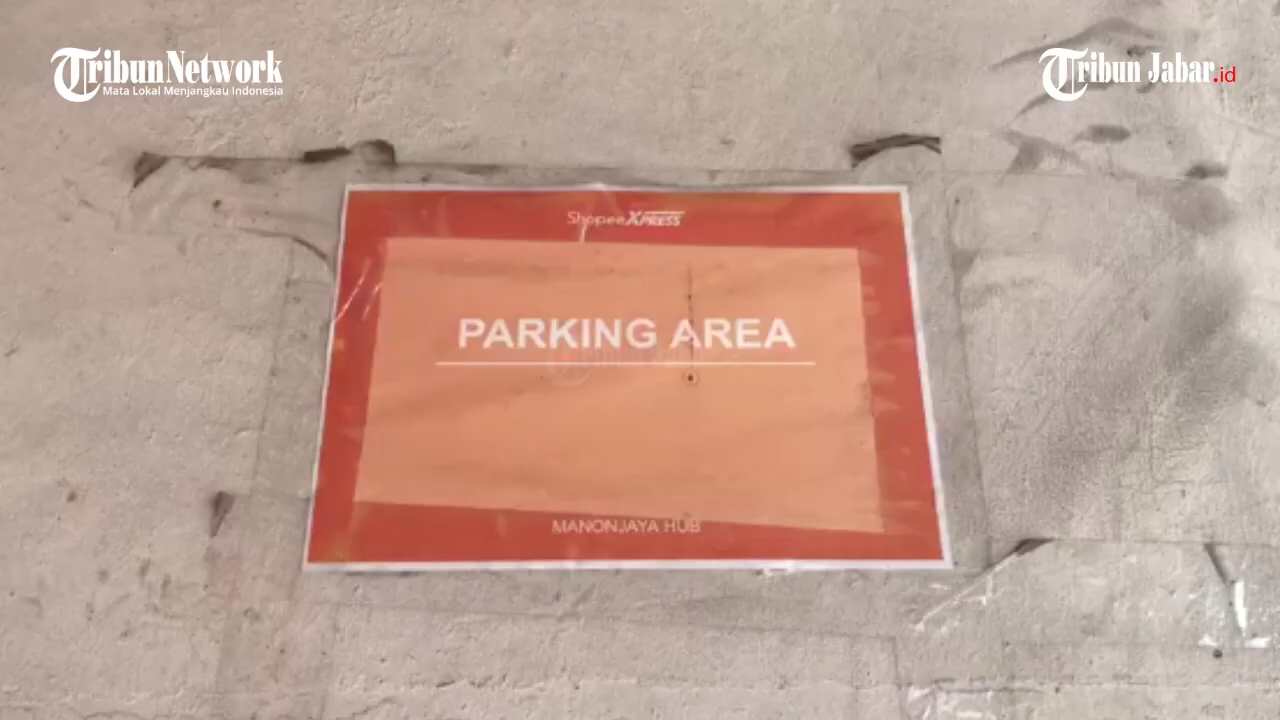 TribunNetwork
Mata Lokal Menjangkau Indonesia
Tribun Jabar.id
ShopeeXPRESS
PARKING AREA
MANONJAYA HUB